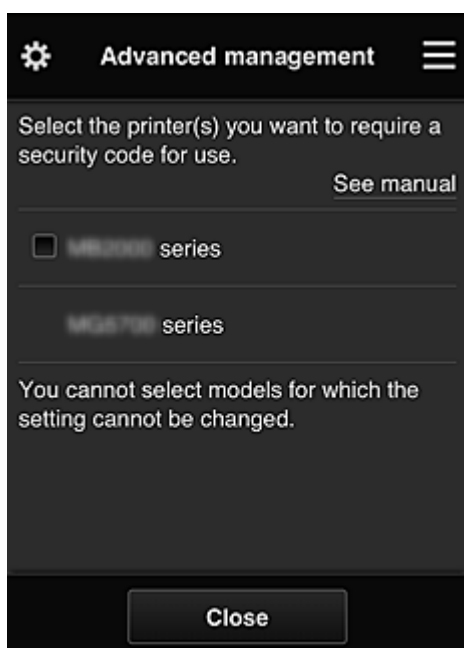 Advanced management
Select the printer(s) you want to require a
security code for use.
See manual
series
series
You cannot select models for which the
setting cannot be changed.
Close